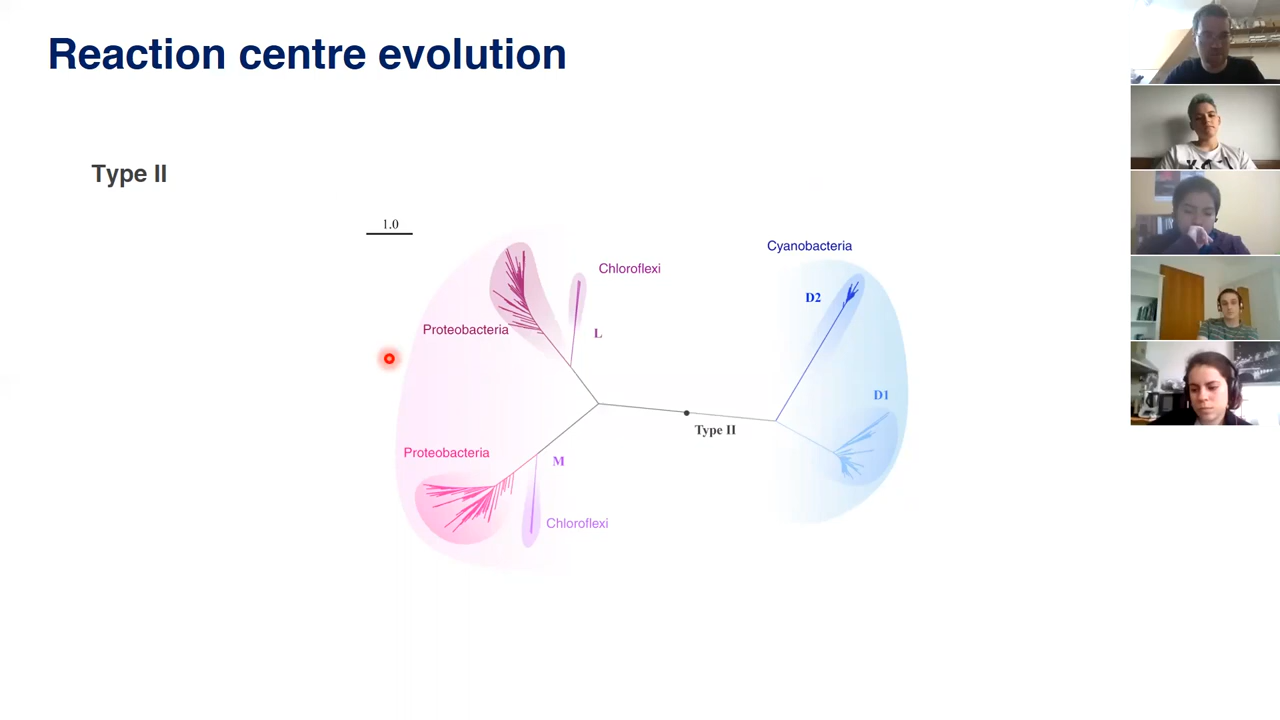 Reaction centre evolution
Type II
1.0
Cyanobacteria
Chloroflexi
D2
Proteobacteria
L
D1
Type II
Proteobacteria
M
Chloroflexi